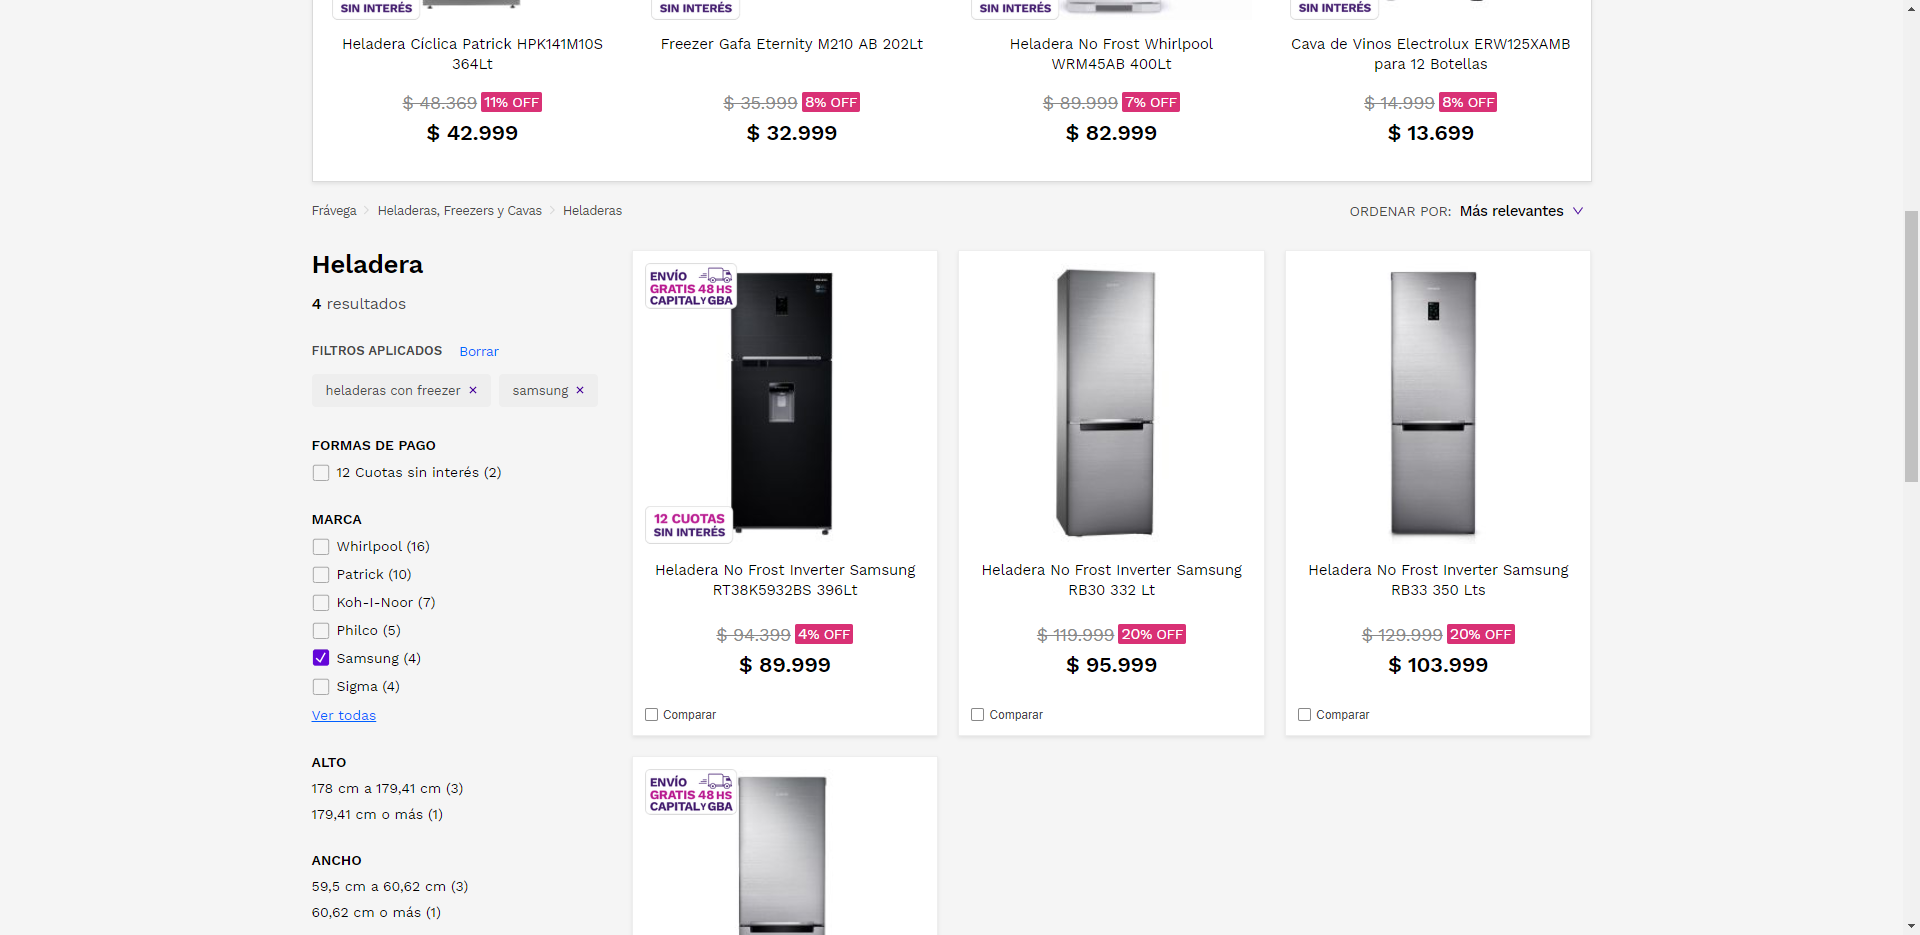 SIN INTERÉS
SIN INTERÉS
SIN INTERÉS
SIN INTERÉS
Heladera Cíclica Patrick HPK141M10S
364Lt
$ 48.369 11% OFF
$ 42.999
Freezer Gafa Eternity M210 AB 202Lt
$ 35.999 8% OFF
$ 32.999
Heladera No Frost Whirlpool
WRM45AB 400Lt
$ 89.999 7% OFF
$ 82.999
Cava de Vinos Electrolux ERW125XAMB
para 12 Botellas
$ 14.999 8% OFF
$ 13.699
Frávega
Heladeras, Freezers y Cavas
Heladeras
ORDENAR POR: Más relevantes
Heladera
4 resultados
FILTROS APLICADOS Borrar
heladeras con freezer ×
samsung ×
FORMAS DE PAGO
12 Cuotas sin interés (2)
MARCA
Whirlpool (16)
Patrick (10)
Koh-I-Noor (7)
Philco (5)
Samsung (4)
Sigma (4)
Ver todas
ALTO
178 cm a 179,41 cm (3)
179,41 cm o más (1)
ANCHO
59,5 cm a 60,62 cm (3)
60,62 cm o más (1)
ENVÍO
GRATIS 48 HS
CAPITAL Y GBA
12 CUOTAS
SIN INTERÉS
Heladera No Frost Inverter Samsung
RT38K5932BS 396Lt
$ 94.399 4% OFF
$ 89.999
Comparar
Heladera No Frost Inverter Samsung
RB30 332 Lt
$ 119.999 20% OFF
$ 95.999
Comparar
Heladera No Frost Inverter Samsung
RB33 350 Lts
$ 129.999 20% OFF
$ 103.999
Comparar
ENVÍO
GRATIS 48 HS
CAPITAL Y GBA